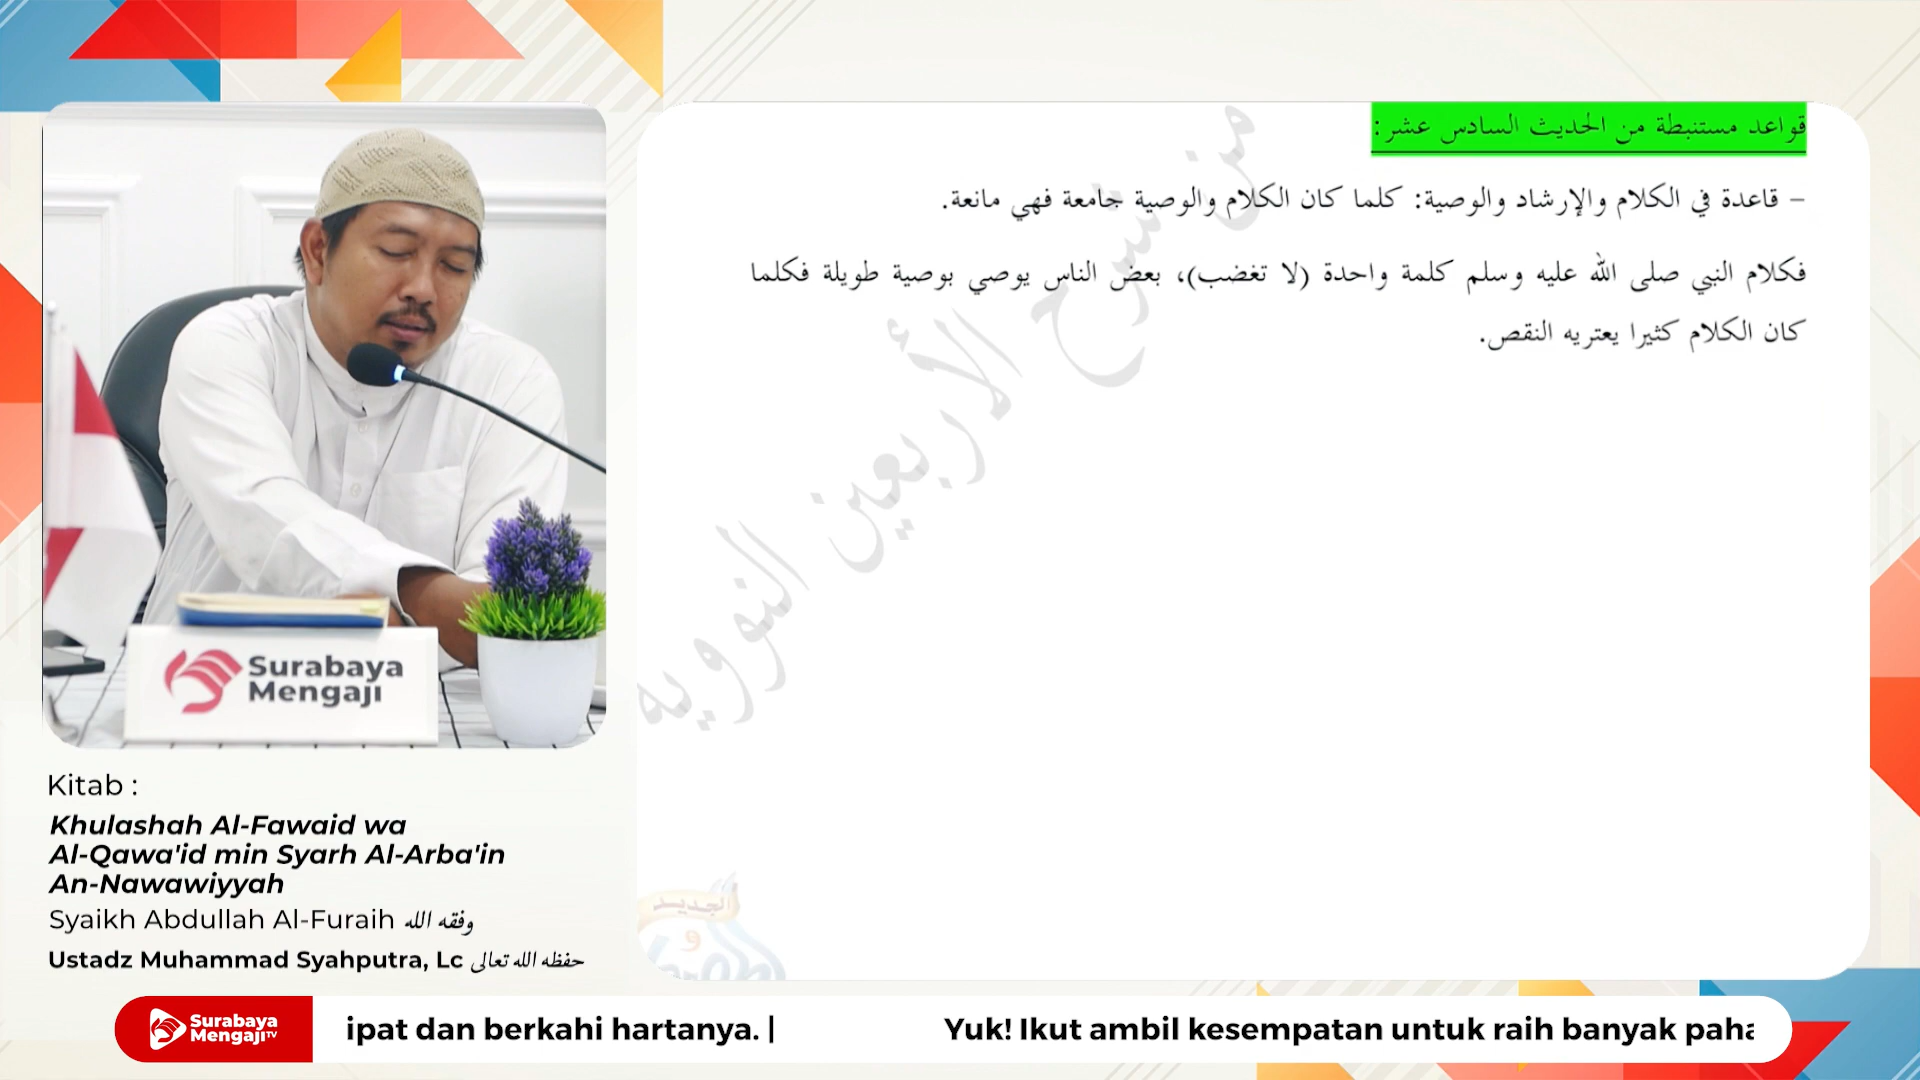 قواعد مستنبطة من الحديث السادس عشر:
– قاعدة في الكلام والإرشاد والوصية: كلما كان الكلام والوصية جامعة فهي مانعة.
فكلام النبي صلى الله عليه وسلم كلمة واحدة (لا تغضب)، بعض الناس يوصي بوصية طويلة فكلما
كان الكلام كثيرا يعتريه النقص.
من شرح الأربعين النووية
الجديد
Surabaya
Mengaji
Kitab :
Khulashah Al-Fawaid wa
Al-Qawa'id min Syarh Al-Arba'in
An-Nawawiyyah
Syaikh Abdullah Al-Furaih وفقه الله
Ustadz Muhammad Syahputra, Lc حفظه الله تعالى
Surabaya
MengajiTV
ipat dan berkahi hartanya. |
Yuk! Ikut ambil kesempatan untuk raih banyak paha